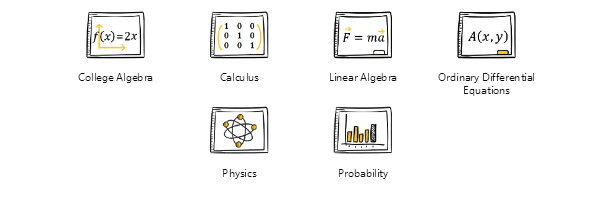 f(x)=2x
1 0 0
0 1 0
0 0 1
F = ma
A(x,y)
College Algebra
Calculus
Linear Algebra
Ordinary Differential
Equations
Physics
Probability